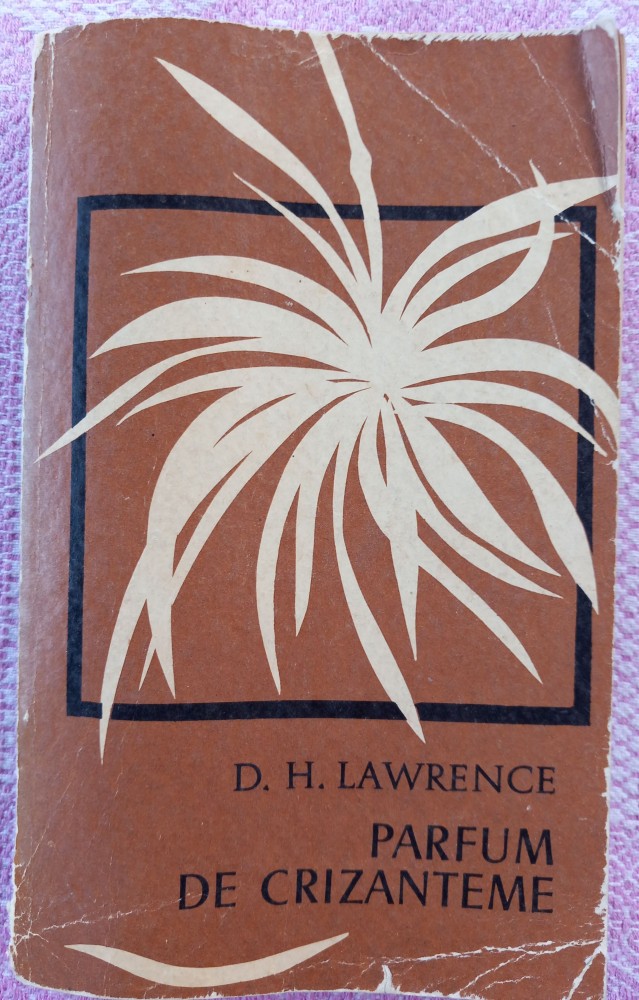 D. H. LAWRENCE
PARFUM
DE CRIZANTEME